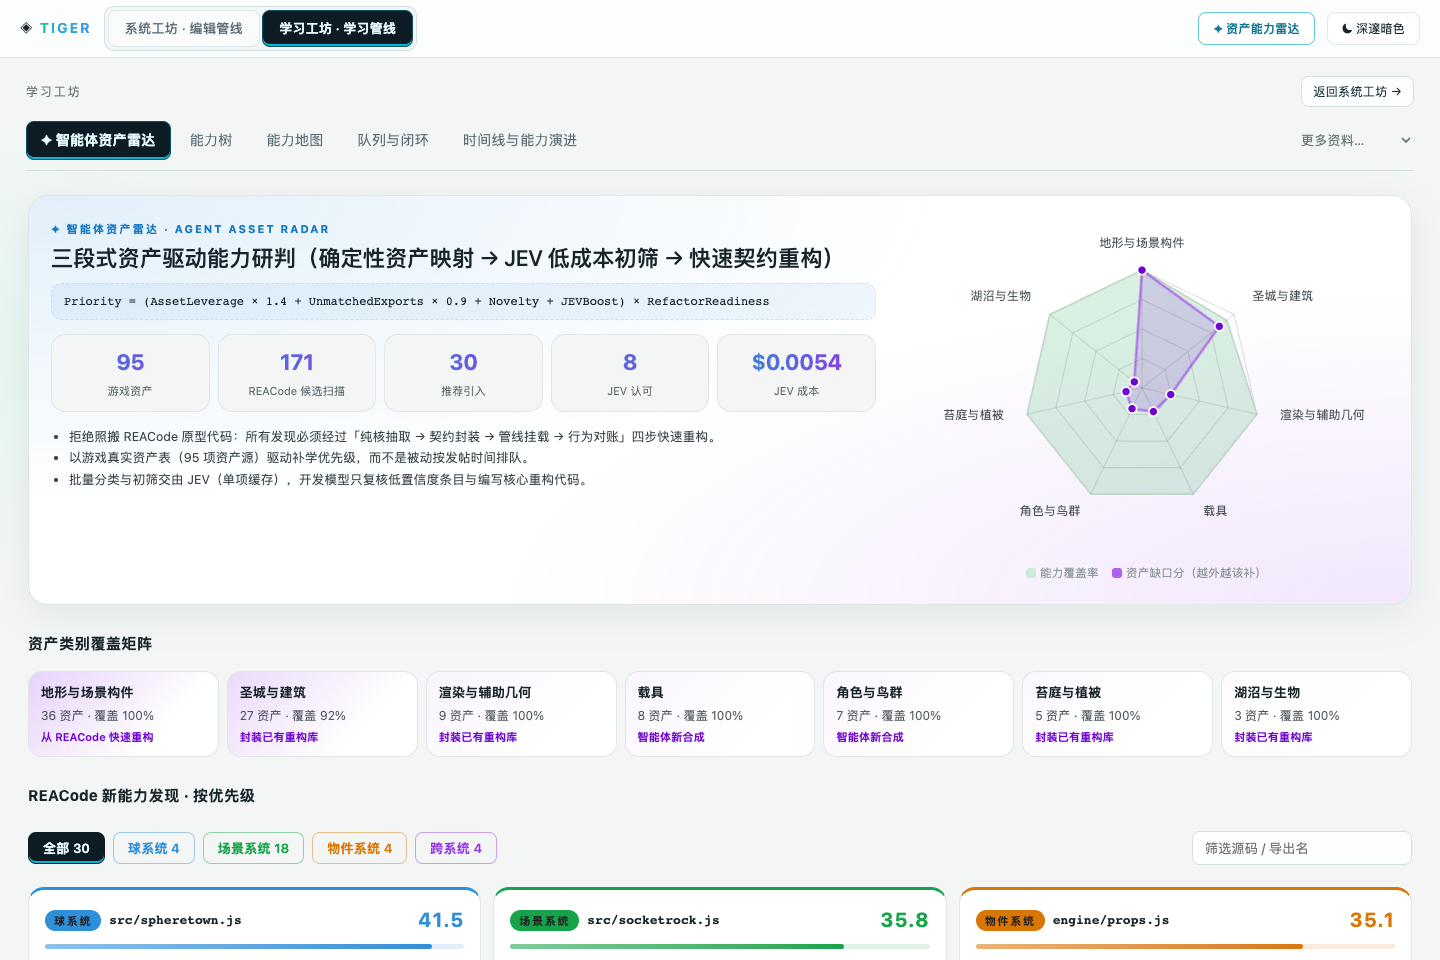 ◈ TIGER
系统工坊 · 编辑管线
学习工坊 · 学习管线
✦ 资产能力雷达
深邃暗色
学习工坊
返回系统工坊 →
✦ 智能体资产雷达
能力树
能力地图
队列与闭环
时间线与能力演进
更多资料...
✦ 智能体资产雷达 · AGENT ASSET RADAR
三段式资产驱动能力研判（确定性资产映射 → JEV 低成本初筛 → 快速契约重构）
Priority = (AssetLeverage × 1.4 + UnmatchedExports × 0.9 + Novelty + JEVBoost) × RefactorReadiness
95
游戏资产
171
REACode 候选扫描
30
推荐引入
8
JEV 认可
$0.0054
JEV 成本
• 拒绝照搬 REACode 原型代码：所有发现必须经过「纯核抽取 → 契约封装 → 管线挂载 → 行为对账」四步快速重构。
• 以游戏真实资产表（95 项资产源）驱动补学优先级，而不是被动按发帖时间排队。
• 批量分类与初筛交由 JEV（单项缓存），开发模型只复核低置信度条目与编写核心重构代码。
地形与场景构件
圣城与建筑
渲染与辅助几何
载具
角色与鸟群
苔庭与植被
湖沼与生物
能力覆盖率
资产缺口分（越外越该补）
资产类别覆盖矩阵
地形与场景构件
36 资产 · 覆盖 100%
从 REACode 快速重构
圣城与建筑
27 资产 · 覆盖 92%
封装已有重构库
渲染与辅助几何
9 资产 · 覆盖 100%
封装已有重构库
载具
8 资产 · 覆盖 100%
智能体新合成
角色与鸟群
7 资产 · 覆盖 100%
智能体新合成
苔庭与植被
5 资产 · 覆盖 100%
封装已有重构库
湖沼与生物
3 资产 · 覆盖 100%
封装已有重构库
REACode 新能力发现 · 按优先级
全部 30
球系统 4
场景系统 18
物件系统 4
跨系统 4
筛选源码 / 导出名
球系统 src/spheretown.js 41.5
场景系统 src/socketrock.js 35.8
物件系统 engine/props.js 35.1